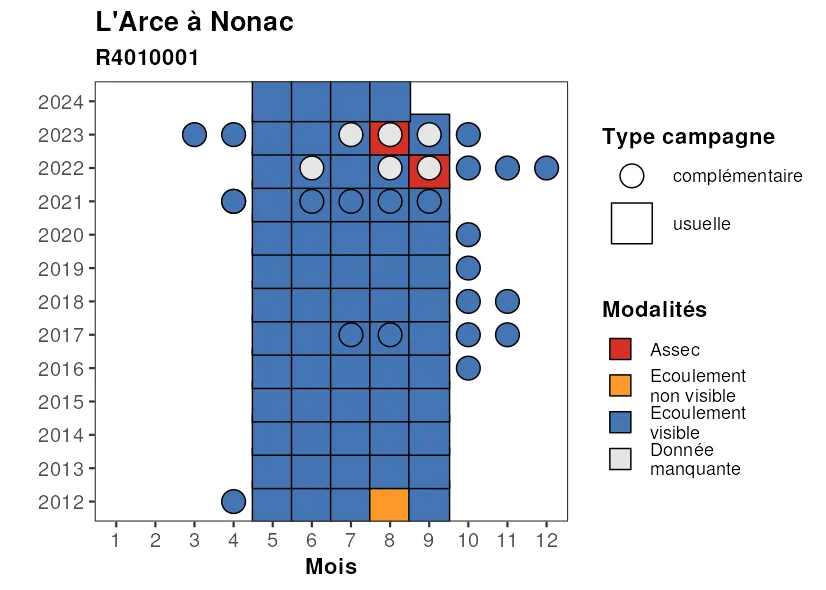 L'Arce à Nonac
R4010001
2024
2023
2022
2021
2020
2019
2018
2017
2016
2015
2014
2013
2012
1 2 3 4 5 6 7 8 9 10 11 12
Mois
Type campagne
complémentaire
usuelle
Modalités
Assec
Ecoulement
non visible
Ecoulement
visible
Donnée
manquante